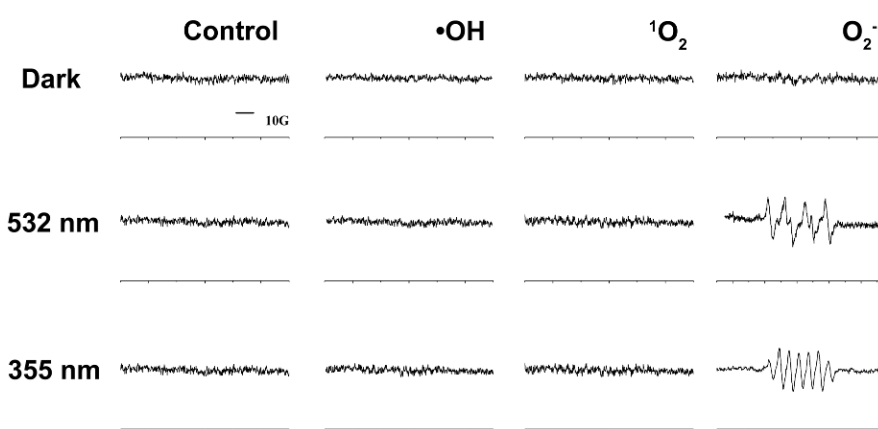 Control •OH ¹O₂ O₂⁻
Dark
10G
532 nm
355 nm